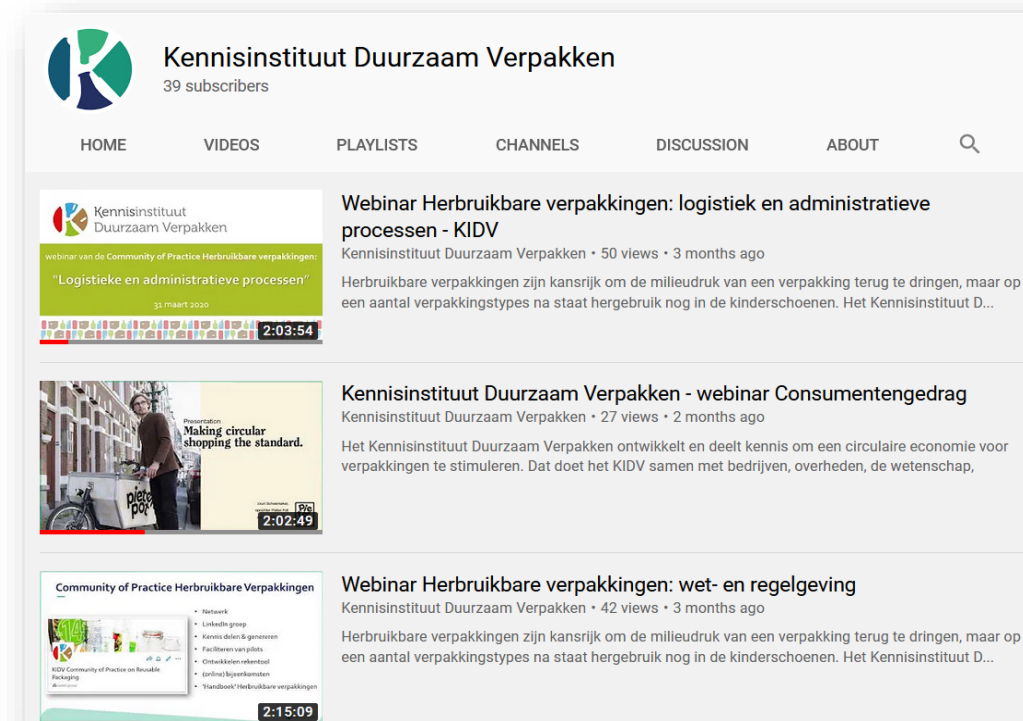 Kennisinstituut Duurzaam Verpakken
39 subscribers
HOME VIDEOS PLAYLISTS CHANNELS DISCUSSION ABOUT
Kennisinstituut
Duurzaam Verpakken
webinar van de Community of Practice Herbruikbare verpakkingen:
"Logistieke en administratieve processen"
31 maart 2020
2:03:54
Webinar Herbruikbare verpakkingen: logistiek en administratieve
processen - KIDV
Kennisinstituut Duurzaam Verpakken • 50 views • 3 months ago
Herbruikbare verpakkingen zijn kansrijk om de milieudruk van een verpakking terug te dringen, maar op
een aantal verpakkingstypes na staat hergebruik nog in de kinderschoenen. Het Kennisinstituut D...
Presentation
Making circular
shopping the standard.
pieter
pot
2:02:49
Kennisinstituut Duurzaam Verpakken - webinar Consumentengedrag
Kennisinstituut Duurzaam Verpakken • 27 views • 2 months ago
Het Kennisinstituut Duurzaam Verpakken ontwikkelt en deelt kennis om een circulaire economie voor
verpakkingen te stimuleren. Dat doet het KIDV samen met bedrijven, overheden, de wetenschap,
Community of Practice Herbruikbare Verpakkingen
• Netwerk
• LinkedIn groep
• Kennis delen & genereren
• Faciliteren van pilots
• Ontwikkelen rekentool
• (online) bijeenkomsten
• 'Handboek' Herbruikbare verpakkingen
KIDV Community of Practice on Reusable
Packaging
2:15:09
Webinar Herbruikbare verpakkingen: wet- en regelgeving
Kennisinstituut Duurzaam Verpakken • 42 views • 3 months ago
Herbruikbare verpakkingen zijn kansrijk om de milieudruk van een verpakking terug te dringen, maar op
een aantal verpakkingstypes na staat hergebruik nog in de kinderschoenen. Het Kennisinstituut D...